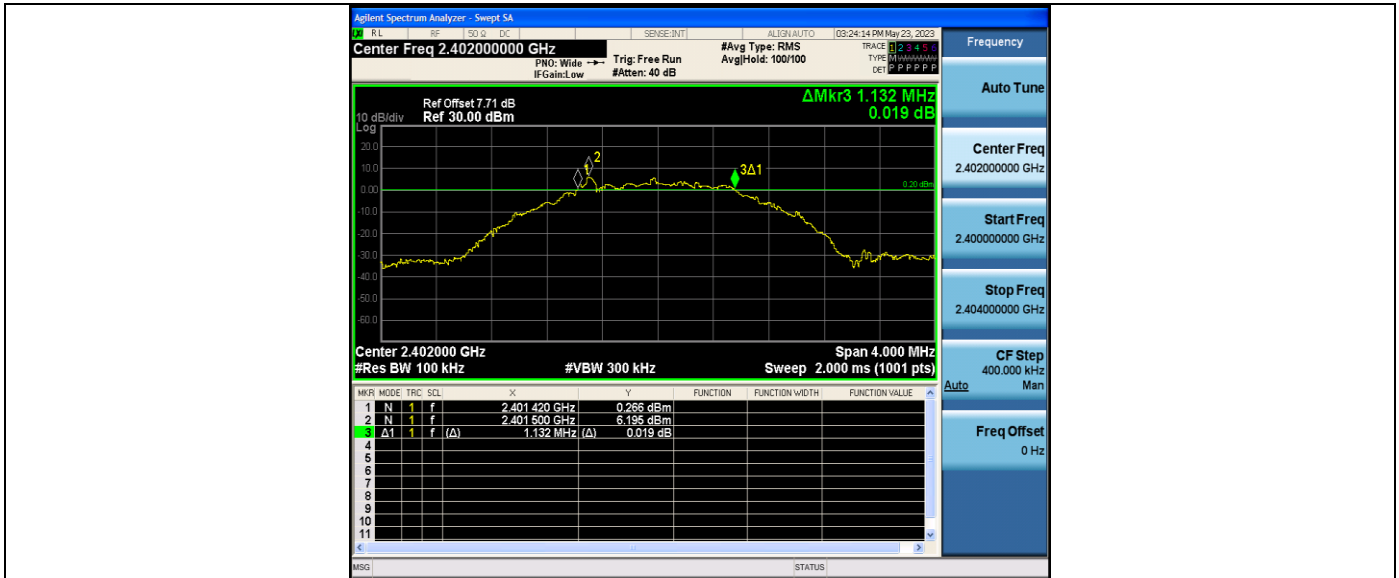 Agilent Spectrum Analyzer - Swept SA
RL RF 50 Ω DC SENSE:INT ALIGN AUTO 03:24:14 PM May 23, 2023
Center Freq 2.402000000 GHz
PNO: Wide
IFGain:Low
Trig: Free Run
#Atten: 40 dB
#Avg Type: RMS
Avg|Hold: 100/100
TRACE 1 2 3 4 5 6
TYPE MWWWWW
DET P P P P P P
ΔMkr3 1.132 MHz
0.019 dB
Ref Offset 7.71 dB
10 dB/div Ref 30.00 dBm
Log
20.0
10.0
0.00
-10.0
-20.0
-30.0
-40.0
-50.0
-60.0
1
2
3Δ1
0.20 dBm
Center 2.402000 GHz Span 4.000 MHz
#Res BW 100 kHz #VBW 300 kHz Sweep 2.000 ms (1001 pts)
MKR MODE TRC SCL X Y FUNCTION FUNCTION WIDTH FUNCTION VALUE
1 N 1 f 2.401 420 GHz 0.266 dBm
2 N 1 f 2.401 500 GHz 6.195 dBm
3 Δ1 1 f (Δ) 1.132 MHz (Δ) 0.019 dB
4
5
6
7
8
9
10
11
MSG STATUS
Frequency
Auto Tune
Center Freq
2.402000000 GHz
Start Freq
2.400000000 GHz
Stop Freq
2.404000000 GHz
CF Step
400.000 kHz
Auto Man
Freq Offset
0 Hz